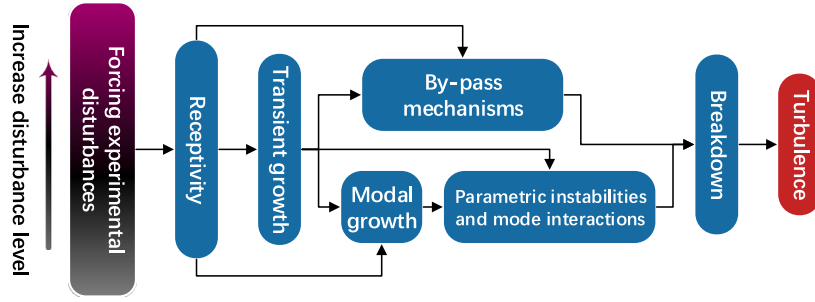 Increase disturbance level
Forcing experimental
disturbances
Receptivity
Transient growth
By-pass
mechanisms
Modal
growth
Parametric instabilities
and mode interactions
Breakdown
Turbulence